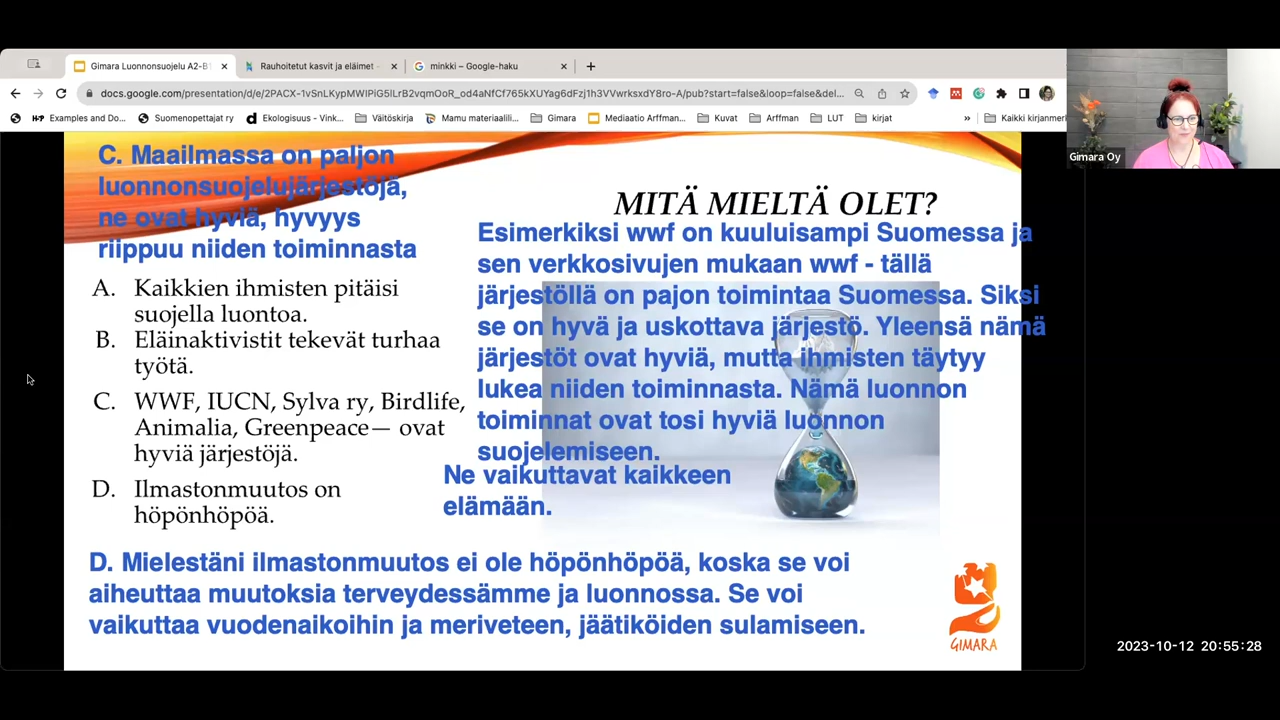 Gimara Luonnonsuojelu A2-B1
Rauhoitetut kasvit ja eläimet -
minkki – Google-haku
docs.google.com/presentation/d/e/2PACX-1vSnLKypMWIPiG5ILrB2vqmOoR_od4aNfCf765kXUYag6dFzj1h3VVwrksxdY8ro-A/pub?start=false&loop=false&del...
Examples and Do...
Suomenopettajat ry
Ekologisuus - Vink...
Väitöskirja
Mamu materiaalili...
Gimara
Mediaatio Arffman...
Kuvat
Arffman
LUT
kirjat
»
Kaikki kirjanmerkit
Gimara Oy
C. Maailmassa on paljon
luonnonsuojelujärjestöjä,
ne ovat hyviä, hyvyys
riippuu niiden toiminnasta
MITÄ MIELTÄ OLET?
A. Kaikkien ihmisten pitäisi
suojella luontoa.
B. Eläinaktivistit tekevät turhaa
työtä.
C. WWF, IUCN, Sylva ry, Birdlife,
Animalia, Greenpeace— ovat
hyviä järjestöjä.
D. Ilmastonmuutos on
höpönhöpöä.
Esimerkiksi wwf on kuuluisampi Suomessa ja
sen verkkosivujen mukaan wwf - tällä
järjestöllä on pajon toimintaa Suomessa. Siksi
se on hyvä ja uskottava järjestö. Yleensä nämä
järjestöt ovat hyviä, mutta ihmisten täytyy
lukea niiden toiminnasta. Nämä luonnon
toiminnat ovat tosi hyviä luonnon
suojelemiseen.
Ne vaikuttavat kaikkeen
elämään.
D. Mielestäni ilmastonmuutos ei ole höpönhöpöä, koska se voi
aiheuttaa muutoksia terveydessämme ja luonnossa. Se voi
vaikuttaa vuodenaikoihin ja meriveteen, jäätiköiden sulamiseen.
GIMARA
2023-10-12 20:55:28